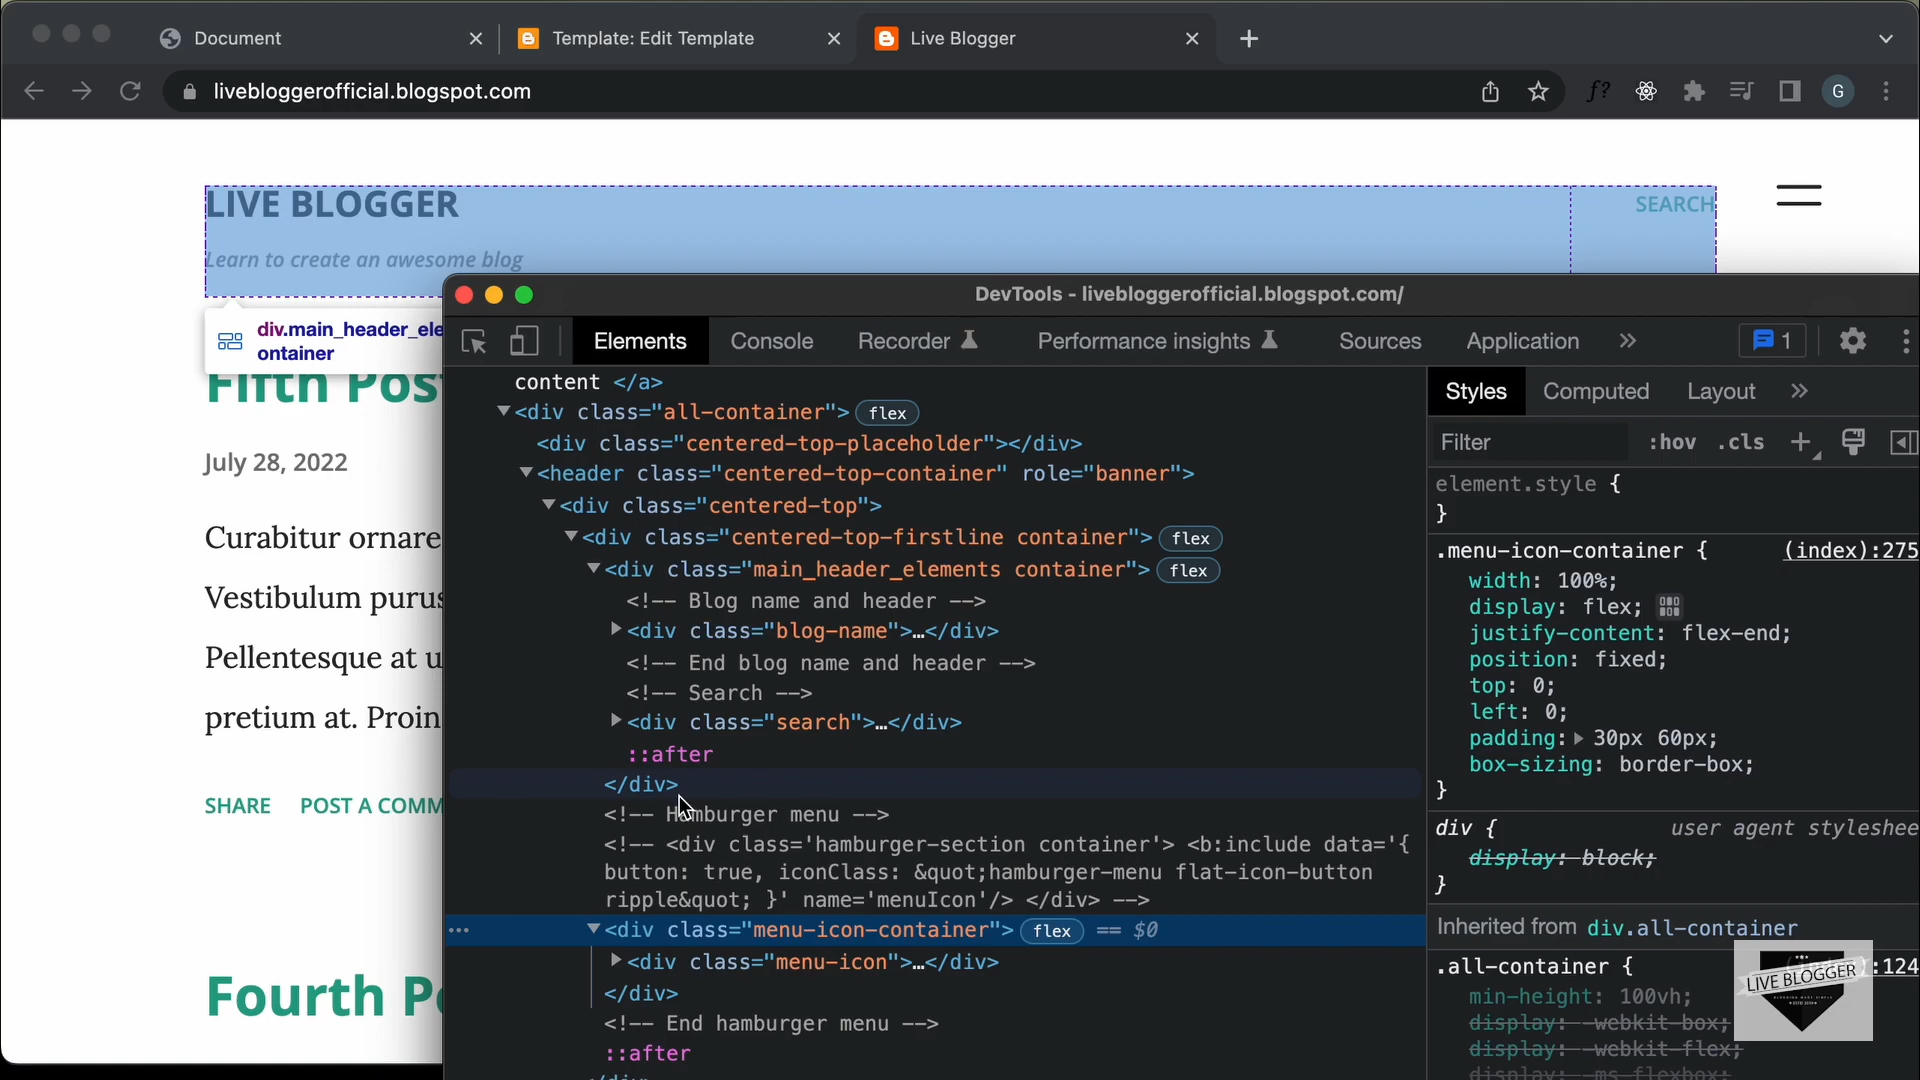 Document
Template: Edit Template
Live Blogger
livebloggerofficial.blogspot.com
f?
G
LIVE BLOGGER
SEARCH
Learn to create an awesome blog
div.main_header_ele
ontainer
Fifth Pos
July 28, 2022
Curabitur ornare
Vestibulum purus
Pellentesque at u
pretium at. Proin
SHARE POST A COMM
Fourth Po
DevTools - livebloggerofficial.blogspot.com/
Elements Console Recorder Performance insights Sources Application » 1
content </a>
<div class="all-container"> flex
<div class="centered-top-placeholder"></div>
<header class="centered-top-container" role="banner">
<div class="centered-top">
<div class="centered-top-firstline container"> flex
<div class="main_header_elements container"> flex
<!-- Blog name and header -->
<div class="blog-name">…</div>
<!-- End blog name and header -->
<!-- Search -->
<div class="search">…</div>
::after
</div>
<!-- Hamburger menu -->
<!-- <div class='hamburger-section container'> <b:include data='{
button: true, iconClass: &quot;hamburger-menu flat-icon-button
ripple&quot; }' name='menuIcon'/> </div> -->
<div class="menu-icon-container"> flex == $0
<div class="menu-icon">…</div>
</div>
<!-- End hamburger menu -->
::after
Styles Computed Layout »
Filter :hov .cls +
element.style {
}
.menu-icon-container { (index):275
width: 100%;
display: flex;
justify-content: flex-end;
position: fixed;
top: 0;
left: 0;
padding: 30px 60px;
box-sizing: border-box;
}
div { user agent styleshee
display: block;
}
Inherited from div.all-container
.all-container { :124
min-height: 100vh;
display: -webkit-box;
display: -webkit-flex;
display: -ms-flexbox;
LIVE BLOGGER